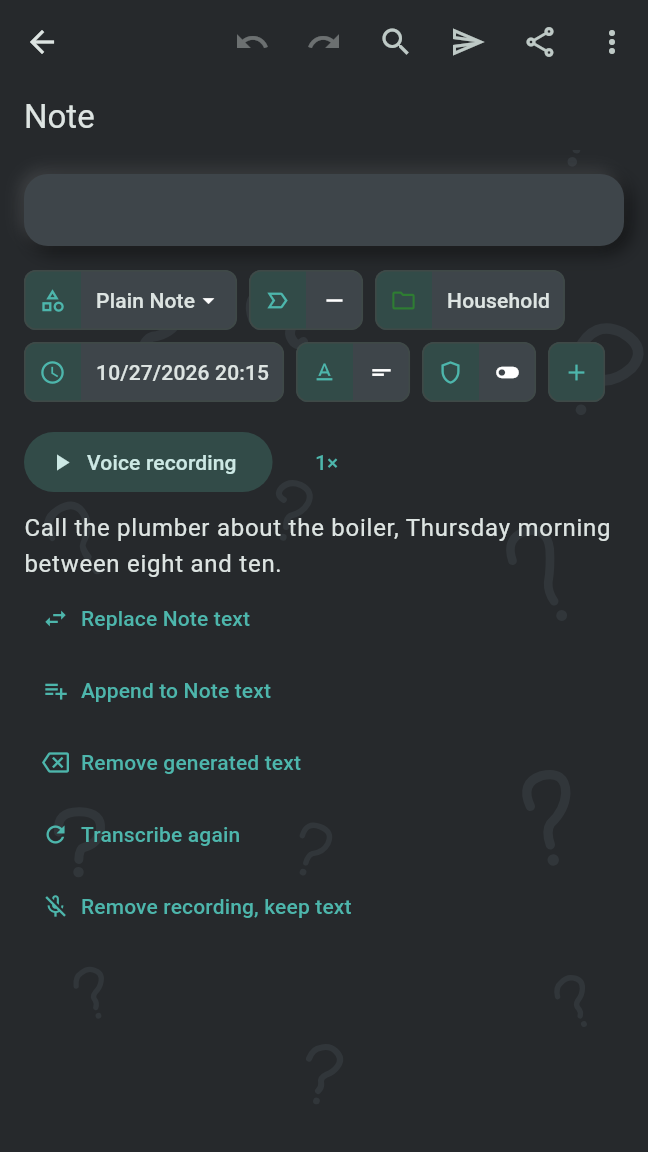 Note
Plain Note
Household
10/27/2026 20:15
Voice recording
1×
Call the plumber about the boiler, Thursday morning
between eight and ten.
Replace Note text
Append to Note text
Remove generated text
Transcribe again
Remove recording, keep text